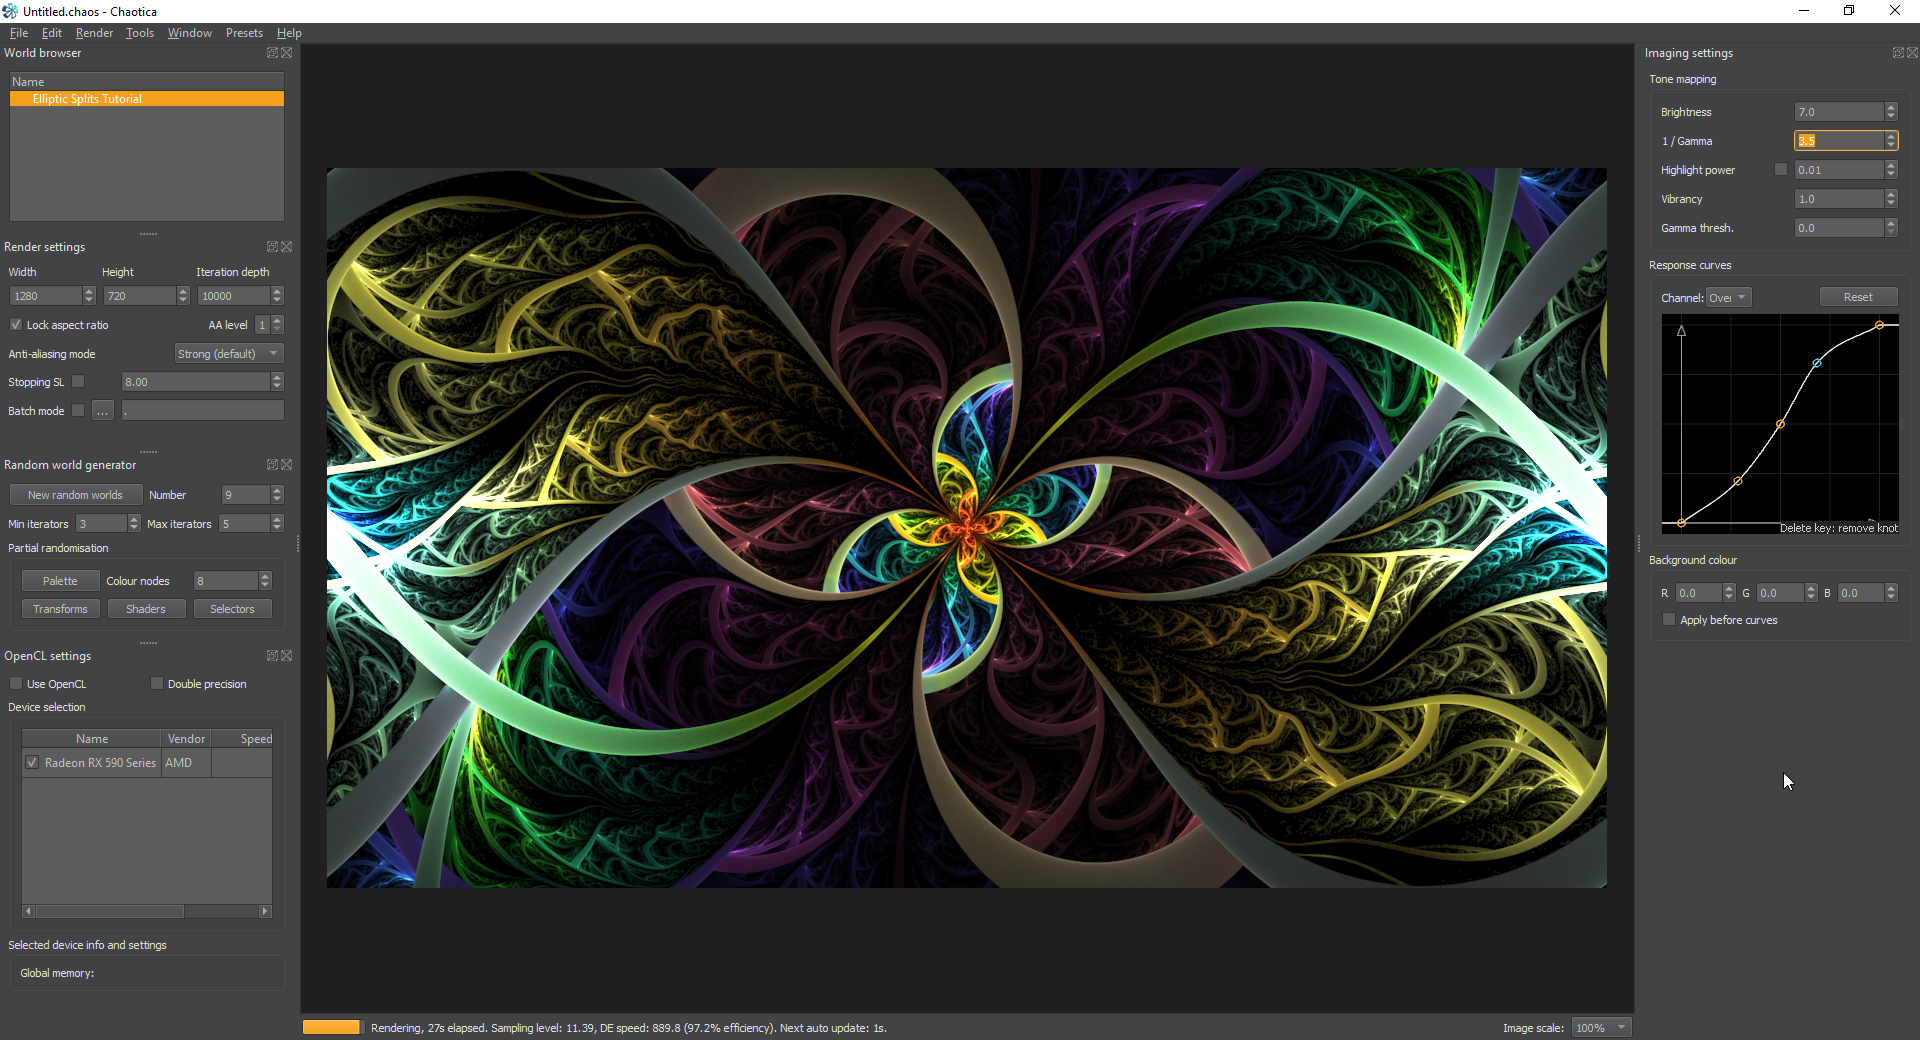 Untitled.chaos - Chaotica
File Edit Render Tools Window Presets Help
World browser
Name
Elliptic Splits Tutorial
Render settings
Width Height Iteration depth
1280 720 10000
Lock aspect ratio AA level 1
Anti-aliasing mode Strong (default)
Stopping SL 8.00
Batch mode ... .
Random world generator
New random worlds Number 9
Min iterators 3 Max iterators 5
Partial randomisation
Palette Colour nodes 8
Transforms Shaders Selectors
OpenCL settings
Use OpenCL Double precision
Device selection
Name Vendor Speed
Radeon RX 590 Series AMD
Selected device info and settings
Global memory:
Rendering, 27s elapsed. Sampling level: 11.39, DE speed: 889.8 (97.2% efficiency). Next auto update: 1s.
Image scale: 100%
Imaging settings
Tone mapping
Brightness 7.0
1 / Gamma 3.5
Highlight power 0.01
Vibrancy 1.0
Gamma thresh. 0.0
Response curves
Channel: Over Reset
Delete key: remove knot
Background colour
R 0.0 G 0.0 B 0.0
Apply before curves